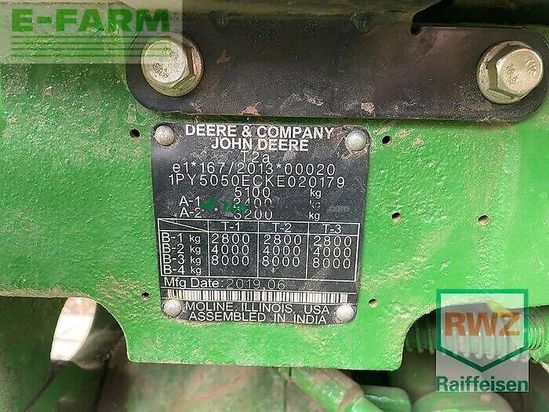 E-FARM
DEERE & COMPANY
JOHN DEERE
T2a
e1*167/2013*00020
1PY5050ECKE020179
5100 kg
A-1 kg
A-2 3200 kg
T-1 T-2 T-3
B-1 kg 2800 2800 2800
B-2 kg 4000 4000 4000
B-3 kg 8000 8000 8000
B-4 kg
Mfg Date: 2019.06
MOLINE, ILLINOIS, USA
ASSEMBLED IN INDIA
RWZ
Raiffeisen